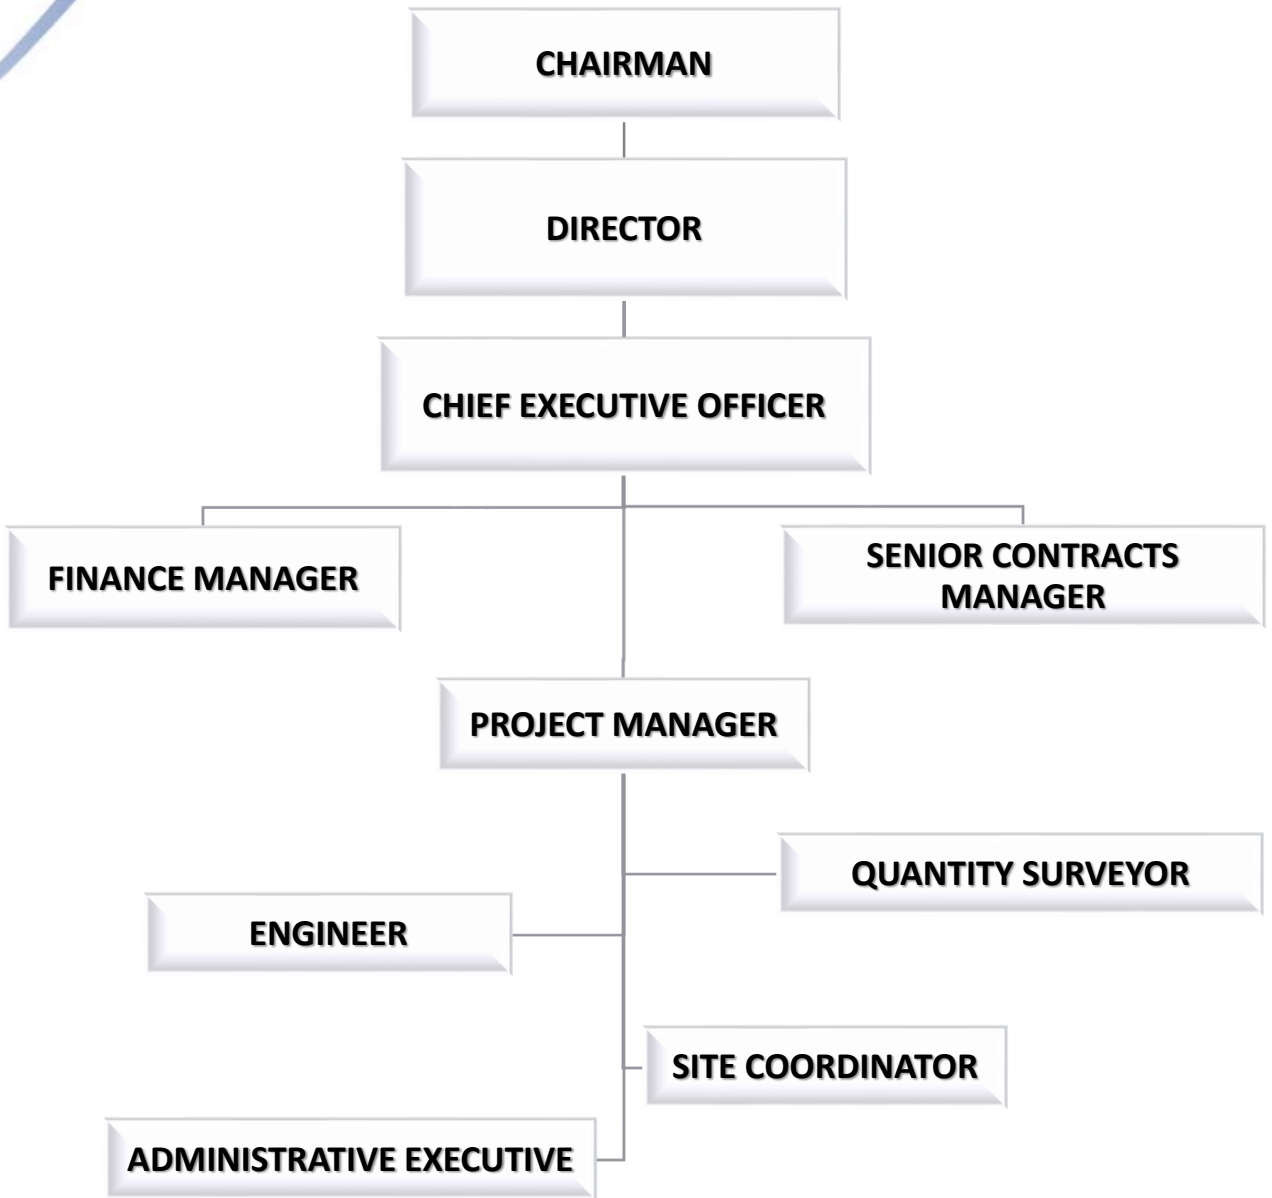 CHAIRMAN
DIRECTOR
CHIEF EXECUTIVE OFFICER
FINANCE MANAGER
SENIOR CONTRACTS
MANAGER
PROJECT MANAGER
QUANTITY SURVEYOR
ENGINEER
SITE COORDINATOR
ADMINISTRATIVE EXECUTIVE